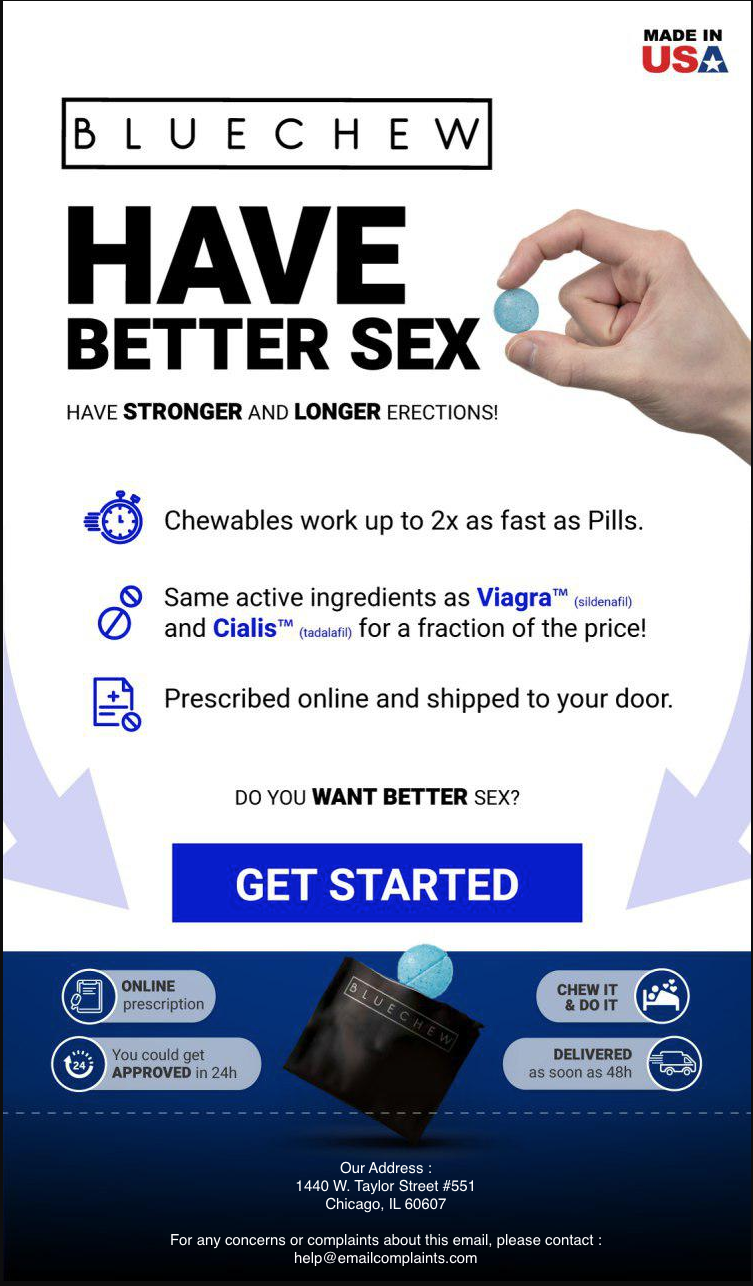 MADE IN
USA
BLUECHEW
HAVE
BETTER SEX
HAVE STRONGER AND LONGER ERECTIONS!
Chewables work up to 2x as fast as Pills.
Same active ingredients as Viagra™ (sildenafil)
and Cialis™ (tadalafil) for a fraction of the price!
Prescribed online and shipped to your door.
DO YOU WANT BETTER SEX?
GET STARTED
ONLINE
prescription
You could get
APPROVED in 24h
24
BLUECHEW
CHEW IT
& DO IT
DELIVERED
as soon as 48h
Our Address :
1440 W. Taylor Street #551
Chicago, IL 60607
For any concerns or complaints about this email, please contact :
help@emailcomplaints.com